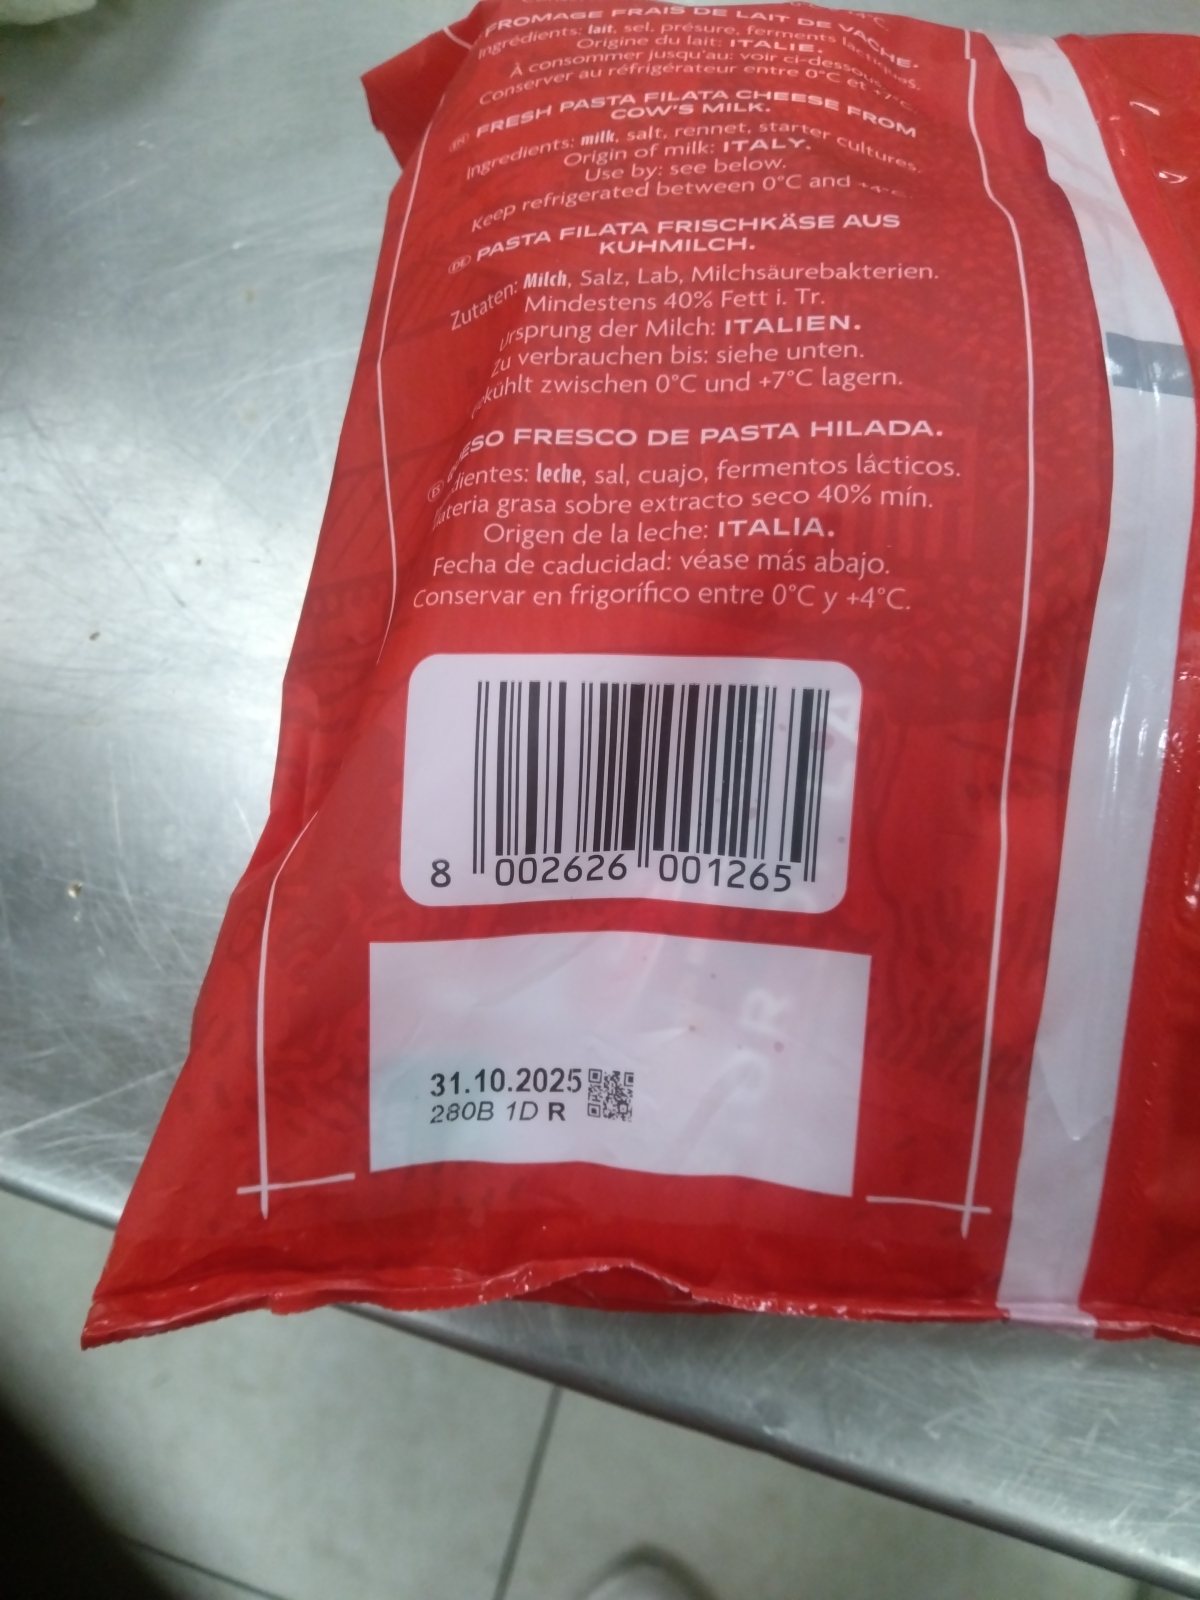 FROMAGE FRAIS DE LAIT DE VACHE.
Ingrédients: lait, sel, présure, ferments lactiques.
Origine du lait: ITALIE.
À consommer jusqu'au: voir ci-dessous.
Conserver au réfrigérateur entre 0°C et
FRESH PASTA FILATA CHEESE FROM
COW'S MILK.
Ingredients: milk, salt, rennet, starter cultures.
Origin of milk: ITALY.
Use by: see below.
Keep refrigerated between 0°C and
DE PASTA FILATA FRISCHKÄSE AUS
KUHMILCH.
Zutaten: Milch, Salz, Lab, Milchsäurebakterien.
Mindestens 40% Fett i. Tr.
Ursprung der Milch: ITALIEN.
Zu verbrauchen bis: siehe unten.
ekühlt zwischen 0°C und +7°C lagern.
ESO FRESCO DE PASTA HILADA.
ES dientes: leche, sal, cuajo, fermentos lácticos.
ateria grasa sobre extracto seco 40% mín.
Origen de la leche: ITALIA.
Fecha de caducidad: véase más abajo.
Conservar en frigorífico entre 0°C y +4°C.
8 002626 001265
31.10.2025
280B 1D R